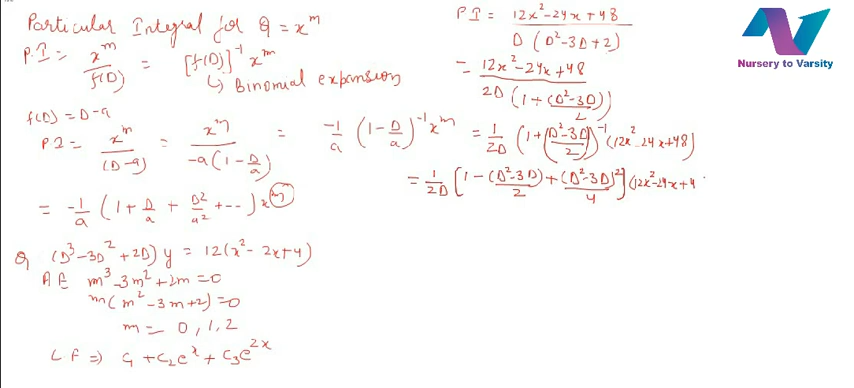 Particular Integral for Q = x^m
P.I = x^m / f(D) = [f(D)]^-1 x^m
↳ Binomial expansion
f(D) = D-a
PI = x^m / (D-a) = x^m / -a(1 - D/a) = -1/a (1 - D/a)^-1 x^m
= -1/a (1 + D/a + D²/a² + ---) x^m
Q (D³-3D²+2D) y = 12(x²- 2x+4)
AE m³-3m²+2m=0
m(m²-3m+2)=0
m = 0, 1, 2
CF => C1 + C2e^x + C3e^2x
PI = 12x²-24x+48 / D (D²-3D+2)
= 12x²-24x+48 / 2D (1+(D²-3D)/2)
= 1/2D (1+(D²-3D)/2)^-1 (12x²-24x+48)
= 1/2D [1-(D²-3D)/2 + (D²-3D)²/4] (12x²-24x+4
Nursery to Varsity